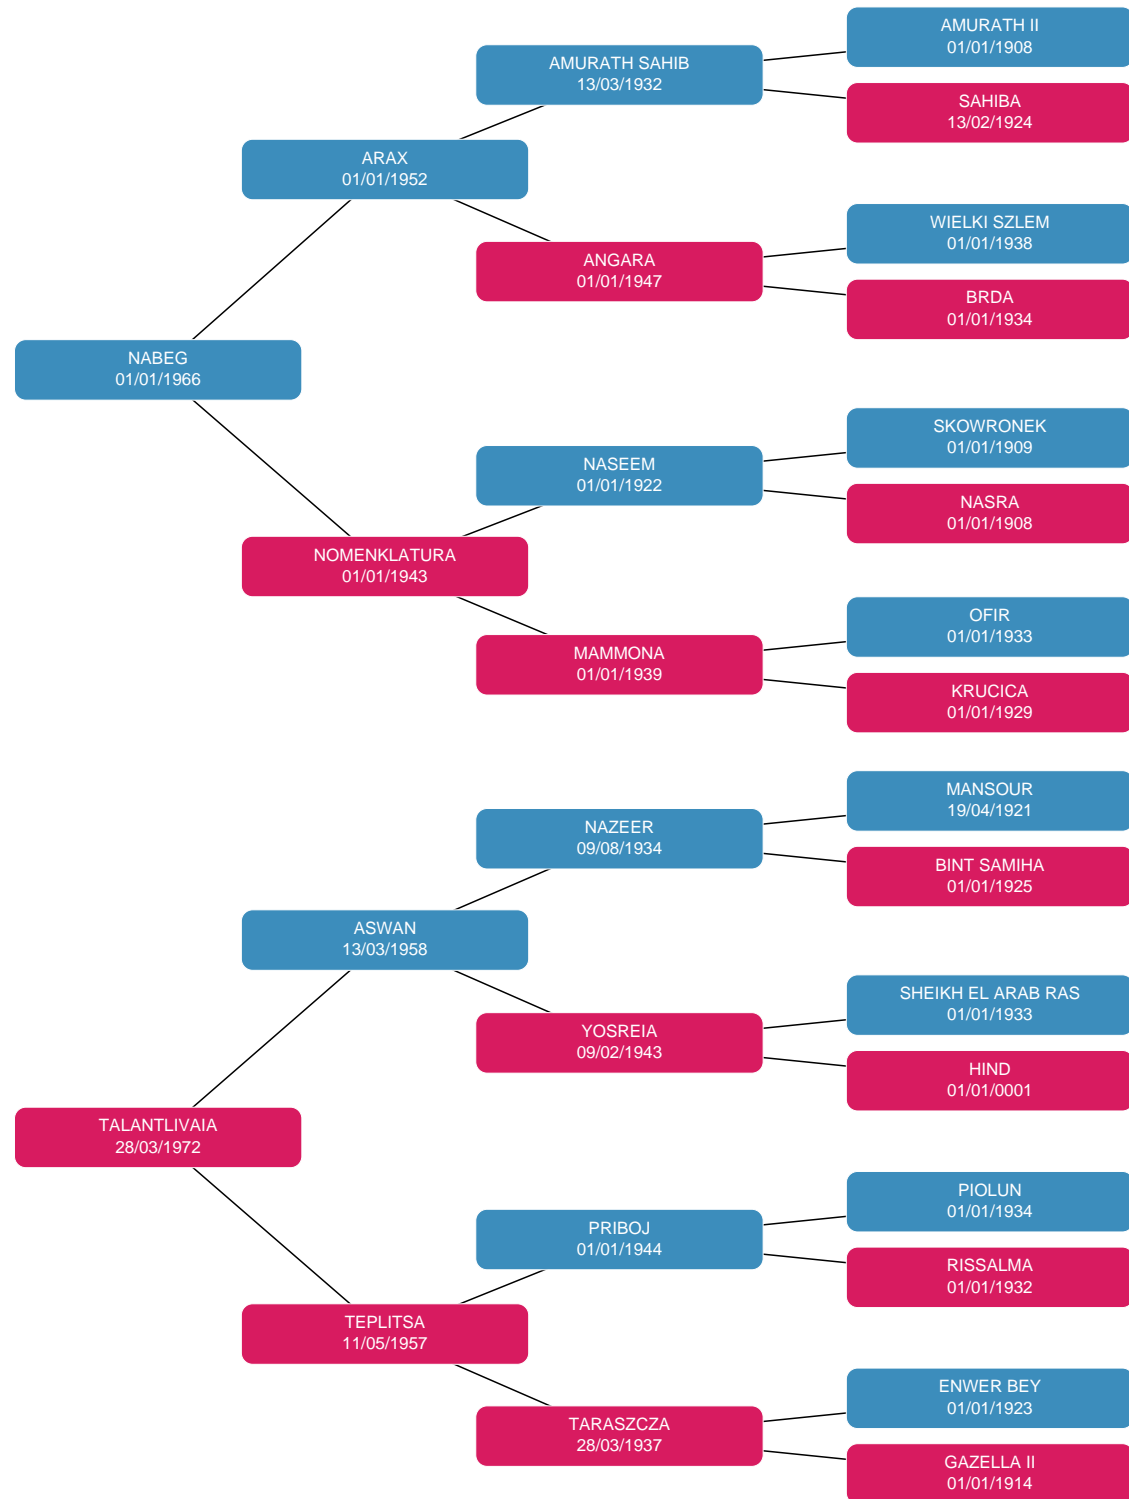 AMURATH II
01/01/1908
AMURATH SAHIB
13/03/1932
SAHIBA
13/02/1924
ARAX
01/01/1952
WIELKI SZLEM
01/01/1938
ANGARA
01/01/1947
BRDA
01/01/1934
NABEG
01/01/1966
SKOWRONEK
01/01/1909
NASEEM
01/01/1922
NASRA
01/01/1908
NOMENKLATURA
01/01/1943
OFIR
01/01/1933
MAMMONA
01/01/1939
KRUCICA
01/01/1929
MANSOUR
19/04/1921
NAZEER
09/08/1934
BINT SAMIHA
01/01/1925
ASWAN
13/03/1958
SHEIKH EL ARAB RAS
01/01/1933
YOSREIA
09/02/1943
HIND
01/01/0001
TALANTLIVAIA
28/03/1972
PIOLUN
01/01/1934
PRIBOJ
01/01/1944
RISSALMA
01/01/1932
TEPLITSA
11/05/1957
ENWER BEY
01/01/1923
TARASZCZA
28/03/1937
GAZELLA II
01/01/1914